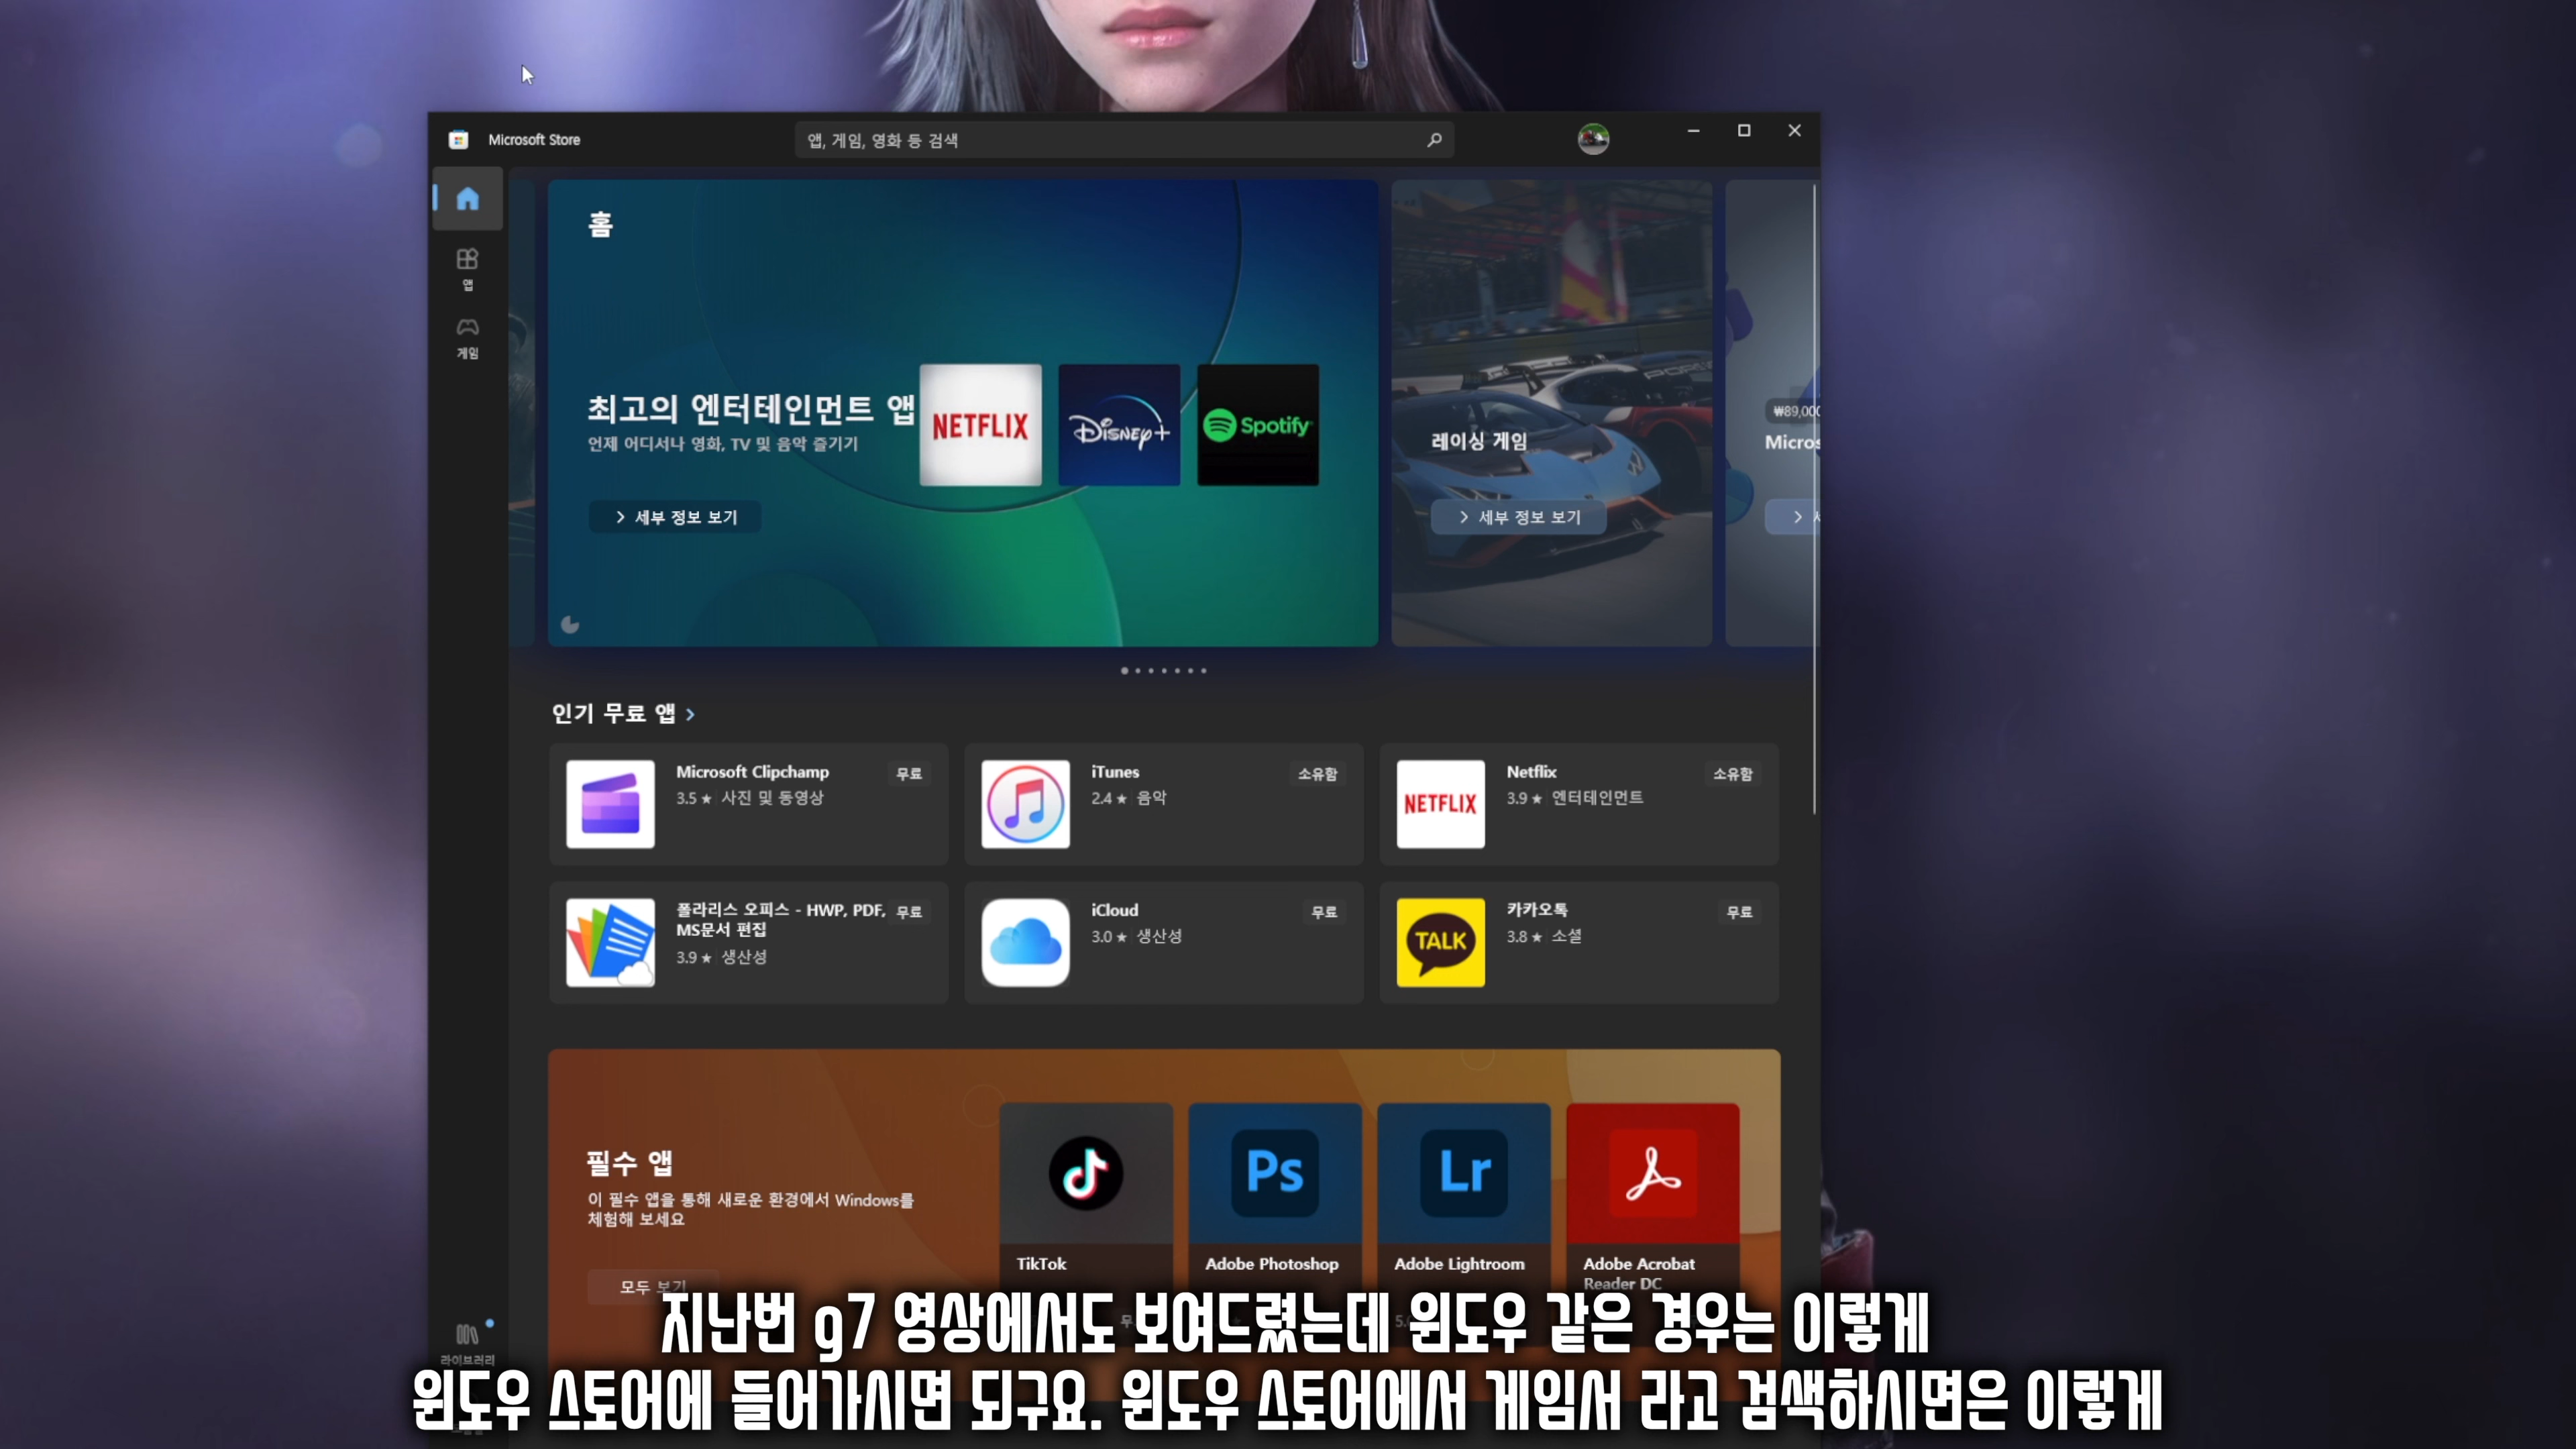 Microsoft Store
앱, 게임, 영화 등 검색
앱
게임
홈
최고의 엔터테인먼트 앱
언제 어디서나 영화, TV 및 음악 즐기기
세부 정보 보기
NETFLIX
Disney+
Spotify
레이싱 게임
세부 정보 보기
₩89,000
Micros
인기 무료 앱
Microsoft Clipchamp
무료
3.5 ★ 사진 및 동영상
iTunes
소유함
2.4 ★ 음악
NETFLIX
Netflix
소유함
3.9 ★ 엔터테인먼트
폴라리스 오피스 - HWP, PDF,
MS문서 편집
무료
3.9 ★ 생산성
iCloud
무료
3.0 ★ 생산성
TALK
카카오톡
무료
3.8 ★ 소셜
필수 앱
이 필수 앱을 통해 새로운 환경에서 Windows를
체험해 보세요
모두 보기
TikTok
Ps
Adobe Photoshop
Lr
Adobe Lightroom
Adobe Acrobat
Reader DC
라이브러리
지난번 g7 영상에서도 보여드렸는데 윈도우 같은 경우는 이렇게
윈도우 스토어에 들어가시면 되구요. 윈도우 스토어에서 게임서 라고 검색하시면은 이렇게